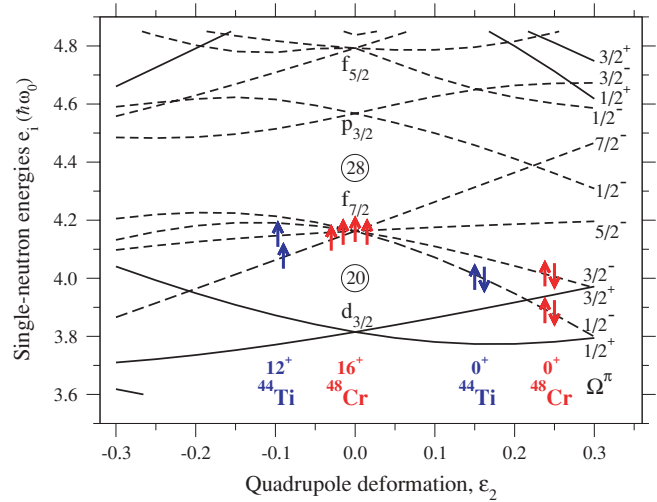 Single-neutron energies e_i (ħω₀)
4.8
4.6
4.4
4.2
4.0
3.8
3.6
f₅/₂
p₃/₂
28
f₇/₂
20
d₃/₂
3/2⁺
3/2⁻
1/2⁺
1/2⁻
7/2⁻
1/2⁻
5/2⁻
3/2⁻
3/2⁺
1/2⁻
1/2⁺
12⁺ 16⁺ 0⁺ 0⁺
⁴⁴Ti ⁴⁸Cr ⁴⁴Ti ⁴⁸Cr Ω^π
-0.3 -0.2 -0.1 0.0 0.1 0.2 0.3
Quadrupole deformation, ε₂